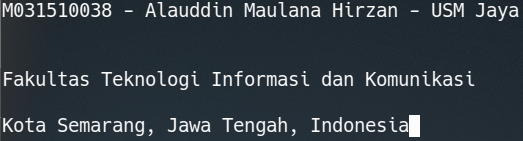 M031510038 - Alauddin Maulana Hirzan - USM Jaya
Fakultas Teknologi Informasi dan Komunikasi
Kota Semarang, Jawa Tengah, Indonesia